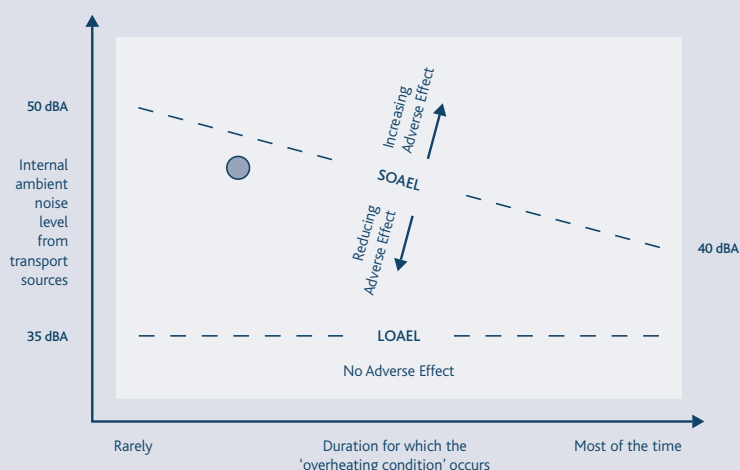 50 dBA
Internal
ambient
noise
level
from
transport
sources
35 dBA
Increasing
Adverse Effect
SOAEL
Reducing
Adverse Effect
40 dBA
LOAEL
No Adverse Effect
Rarely
Duration for which the
'overheating condition' occurs
Most of the time